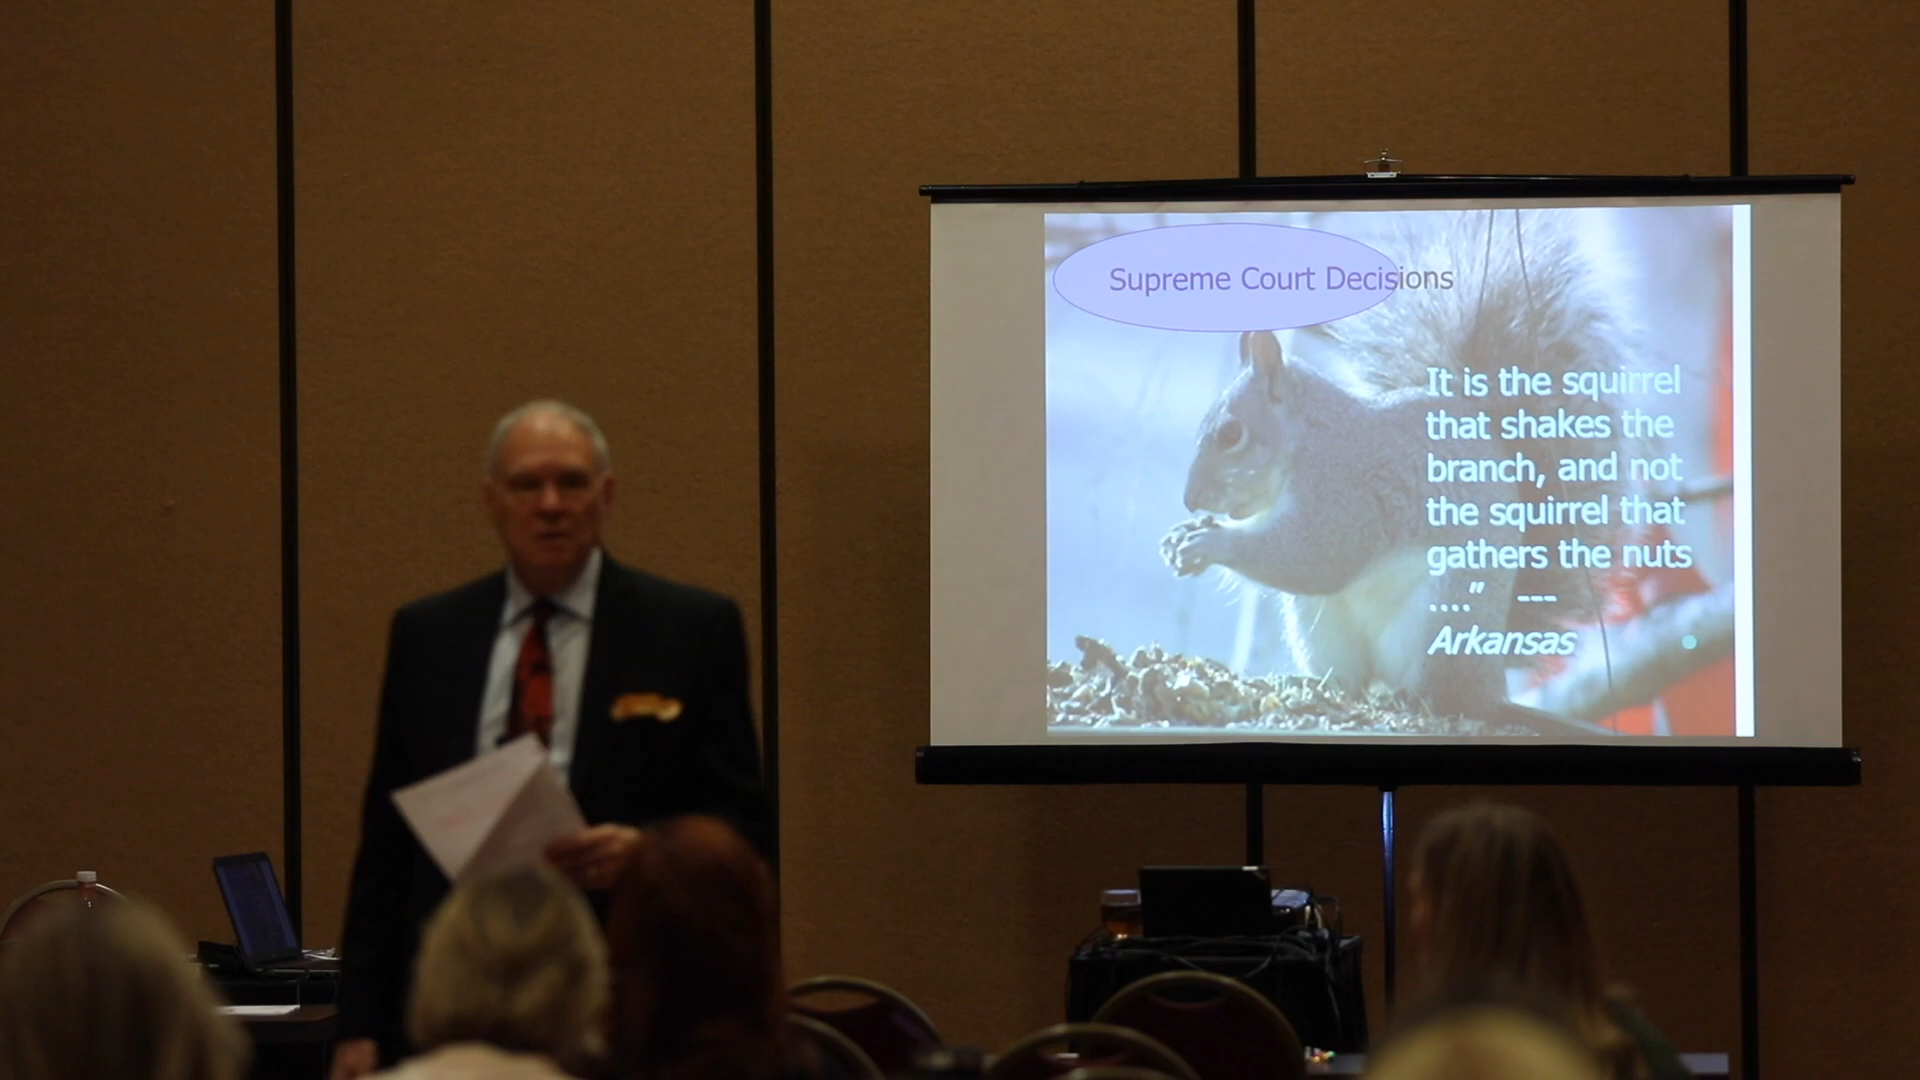 Supreme Court Decisions
It is the squirrel
that shakes the
branch, and not
the squirrel that
gathers the nuts
...." ---
Arkansas